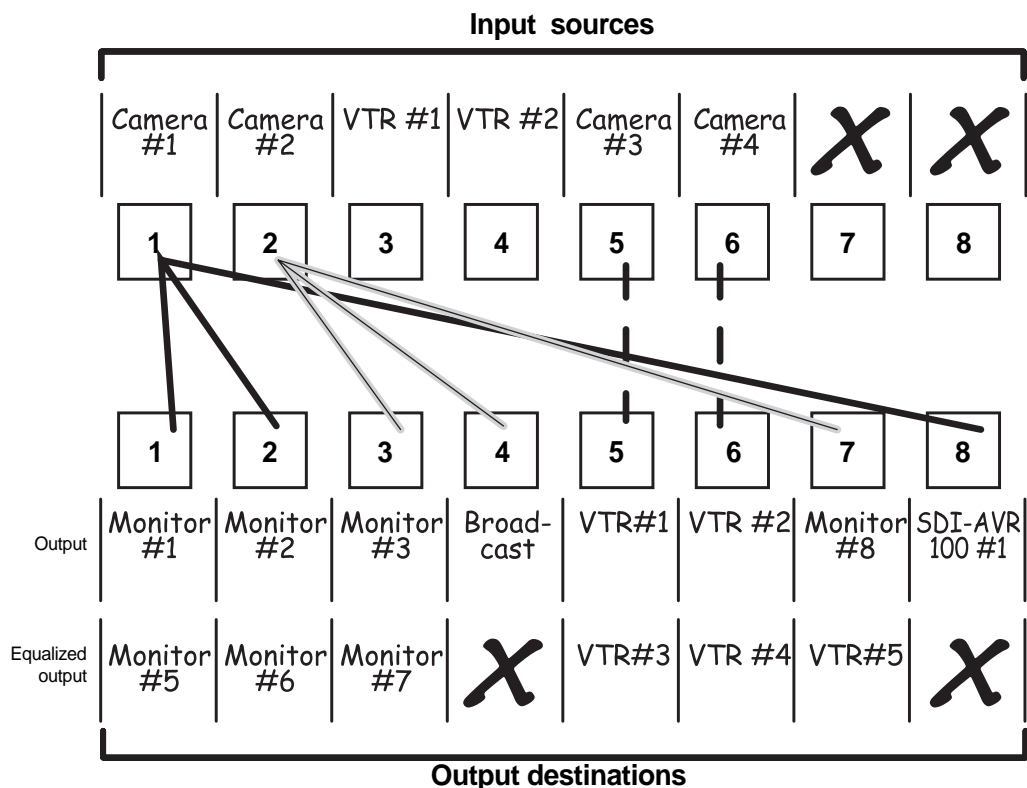 Input sources
Camera #1
Camera #2
VTR #1
VTR #2
Camera #3
Camera #4
X
X
1 2 3 4 5 6 7 8
1 2 3 4 5 6 7 8
Output
Monitor #1
Monitor #2
Monitor #3
Broad-
cast
VTR#1
VTR #2
Monitor #8
SDI-AVR
100 #1
Equalized
output
Monitor #5
Monitor #6
Monitor #7
X
VTR#3
VTR #4
VTR#5
X
Output destinations